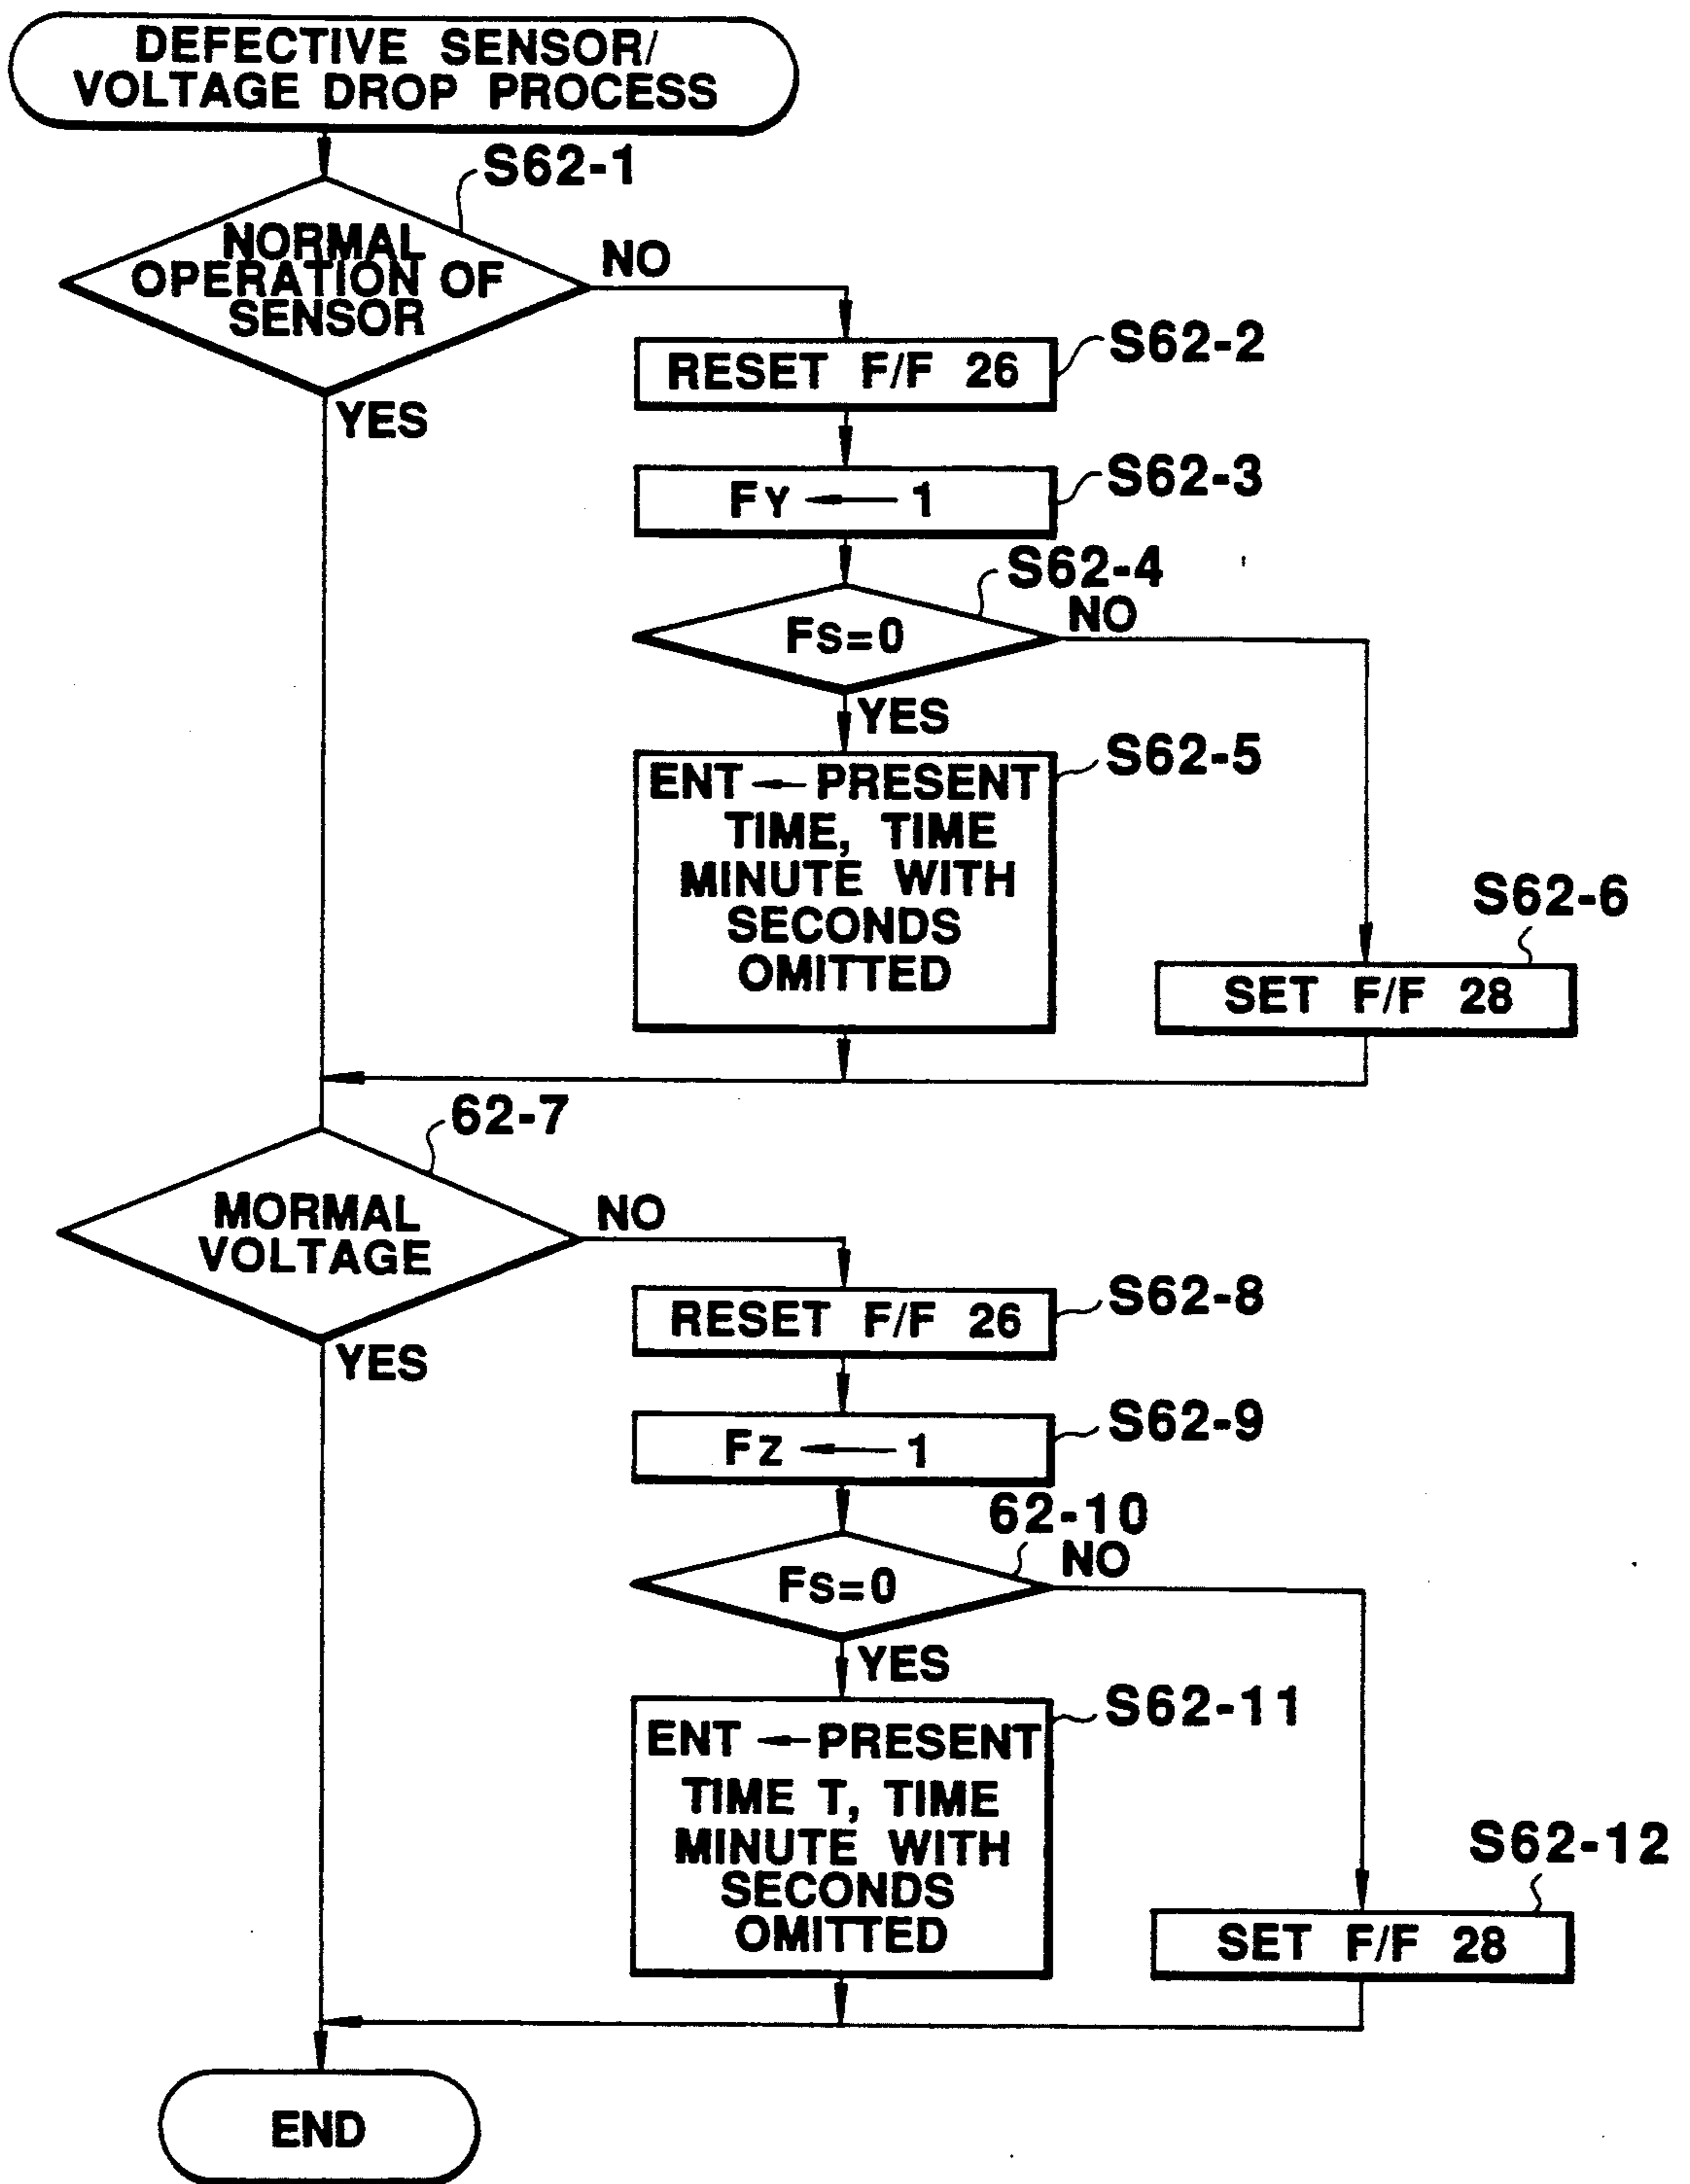 DEFECTIVE SENSOR/
VOLTAGE DROP PROCESS
S62-1
NORMAL
OPERATION OF
SENSOR
NO
YES
S62-2
RESET F/F 26
S62-3
FY ← 1
S62-4
FS=0
NO
YES
S62-5
ENT ← PRESENT
TIME, TIME
MINUTE WITH
SECONDS
OMITTED
S62-6
SET F/F 28
62-7
MORMAL
VOLTAGE
NO
YES
S62-8
RESET F/F 26
S62-9
FZ ← 1
62-10
FS=0
NO
YES
S62-11
ENT ← PRESENT
TIME T, TIME
MINUTE WITH
SECONDS
OMITTED
S62-12
SET F/F 28
END